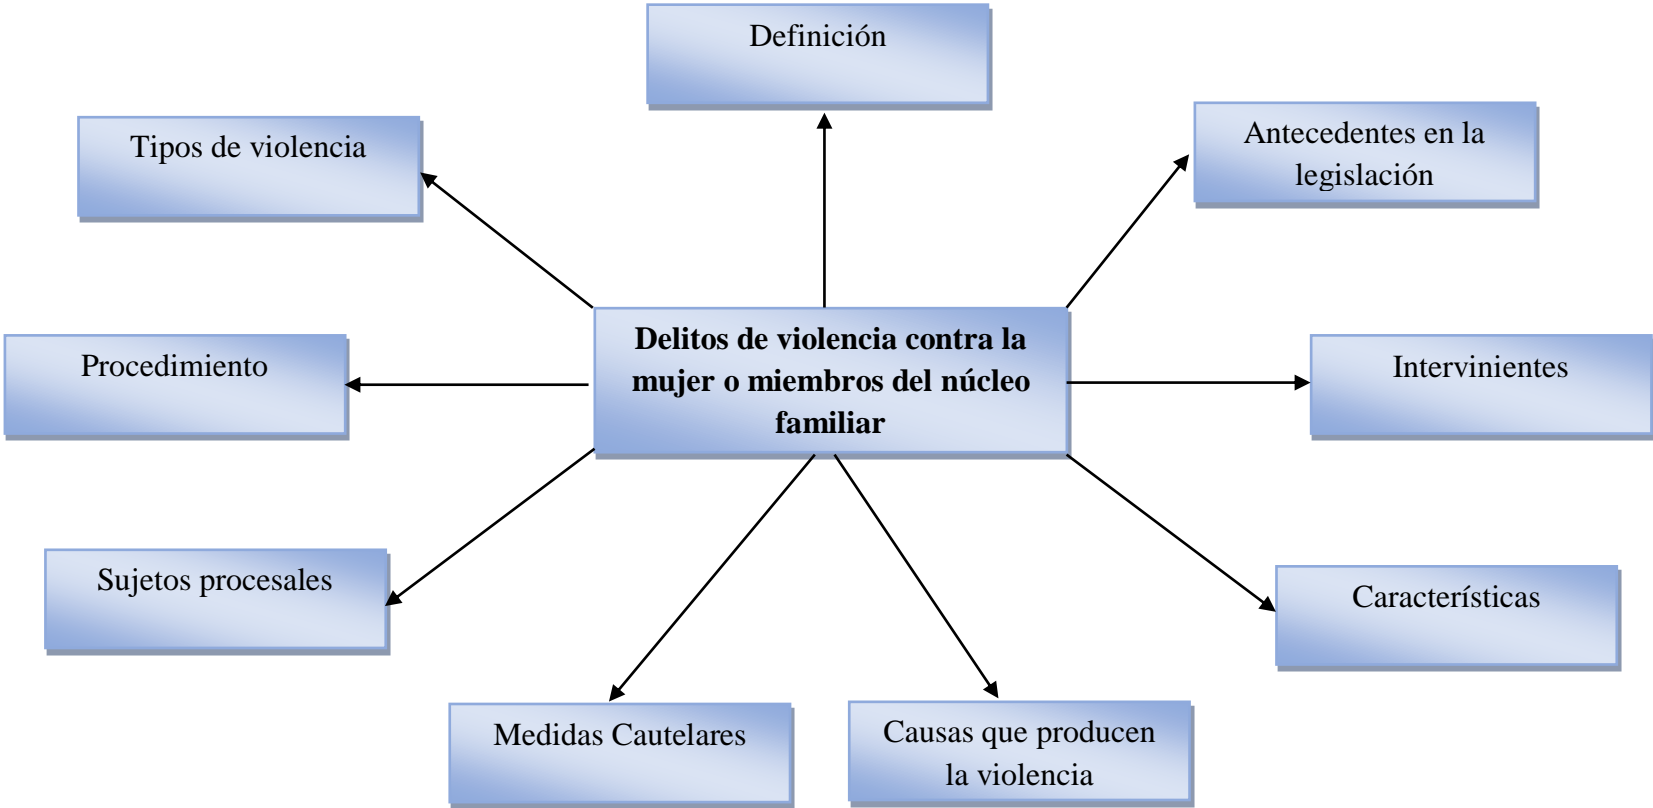 Definición
Tipos de violencia
Antecedentes en la
legislación
Procedimiento
Delitos de violencia contra la
mujer o miembros del núcleo
familiar
Intervinientes
Sujetos procesales
Características
Medidas Cautelares
Causas que producen
la violencia